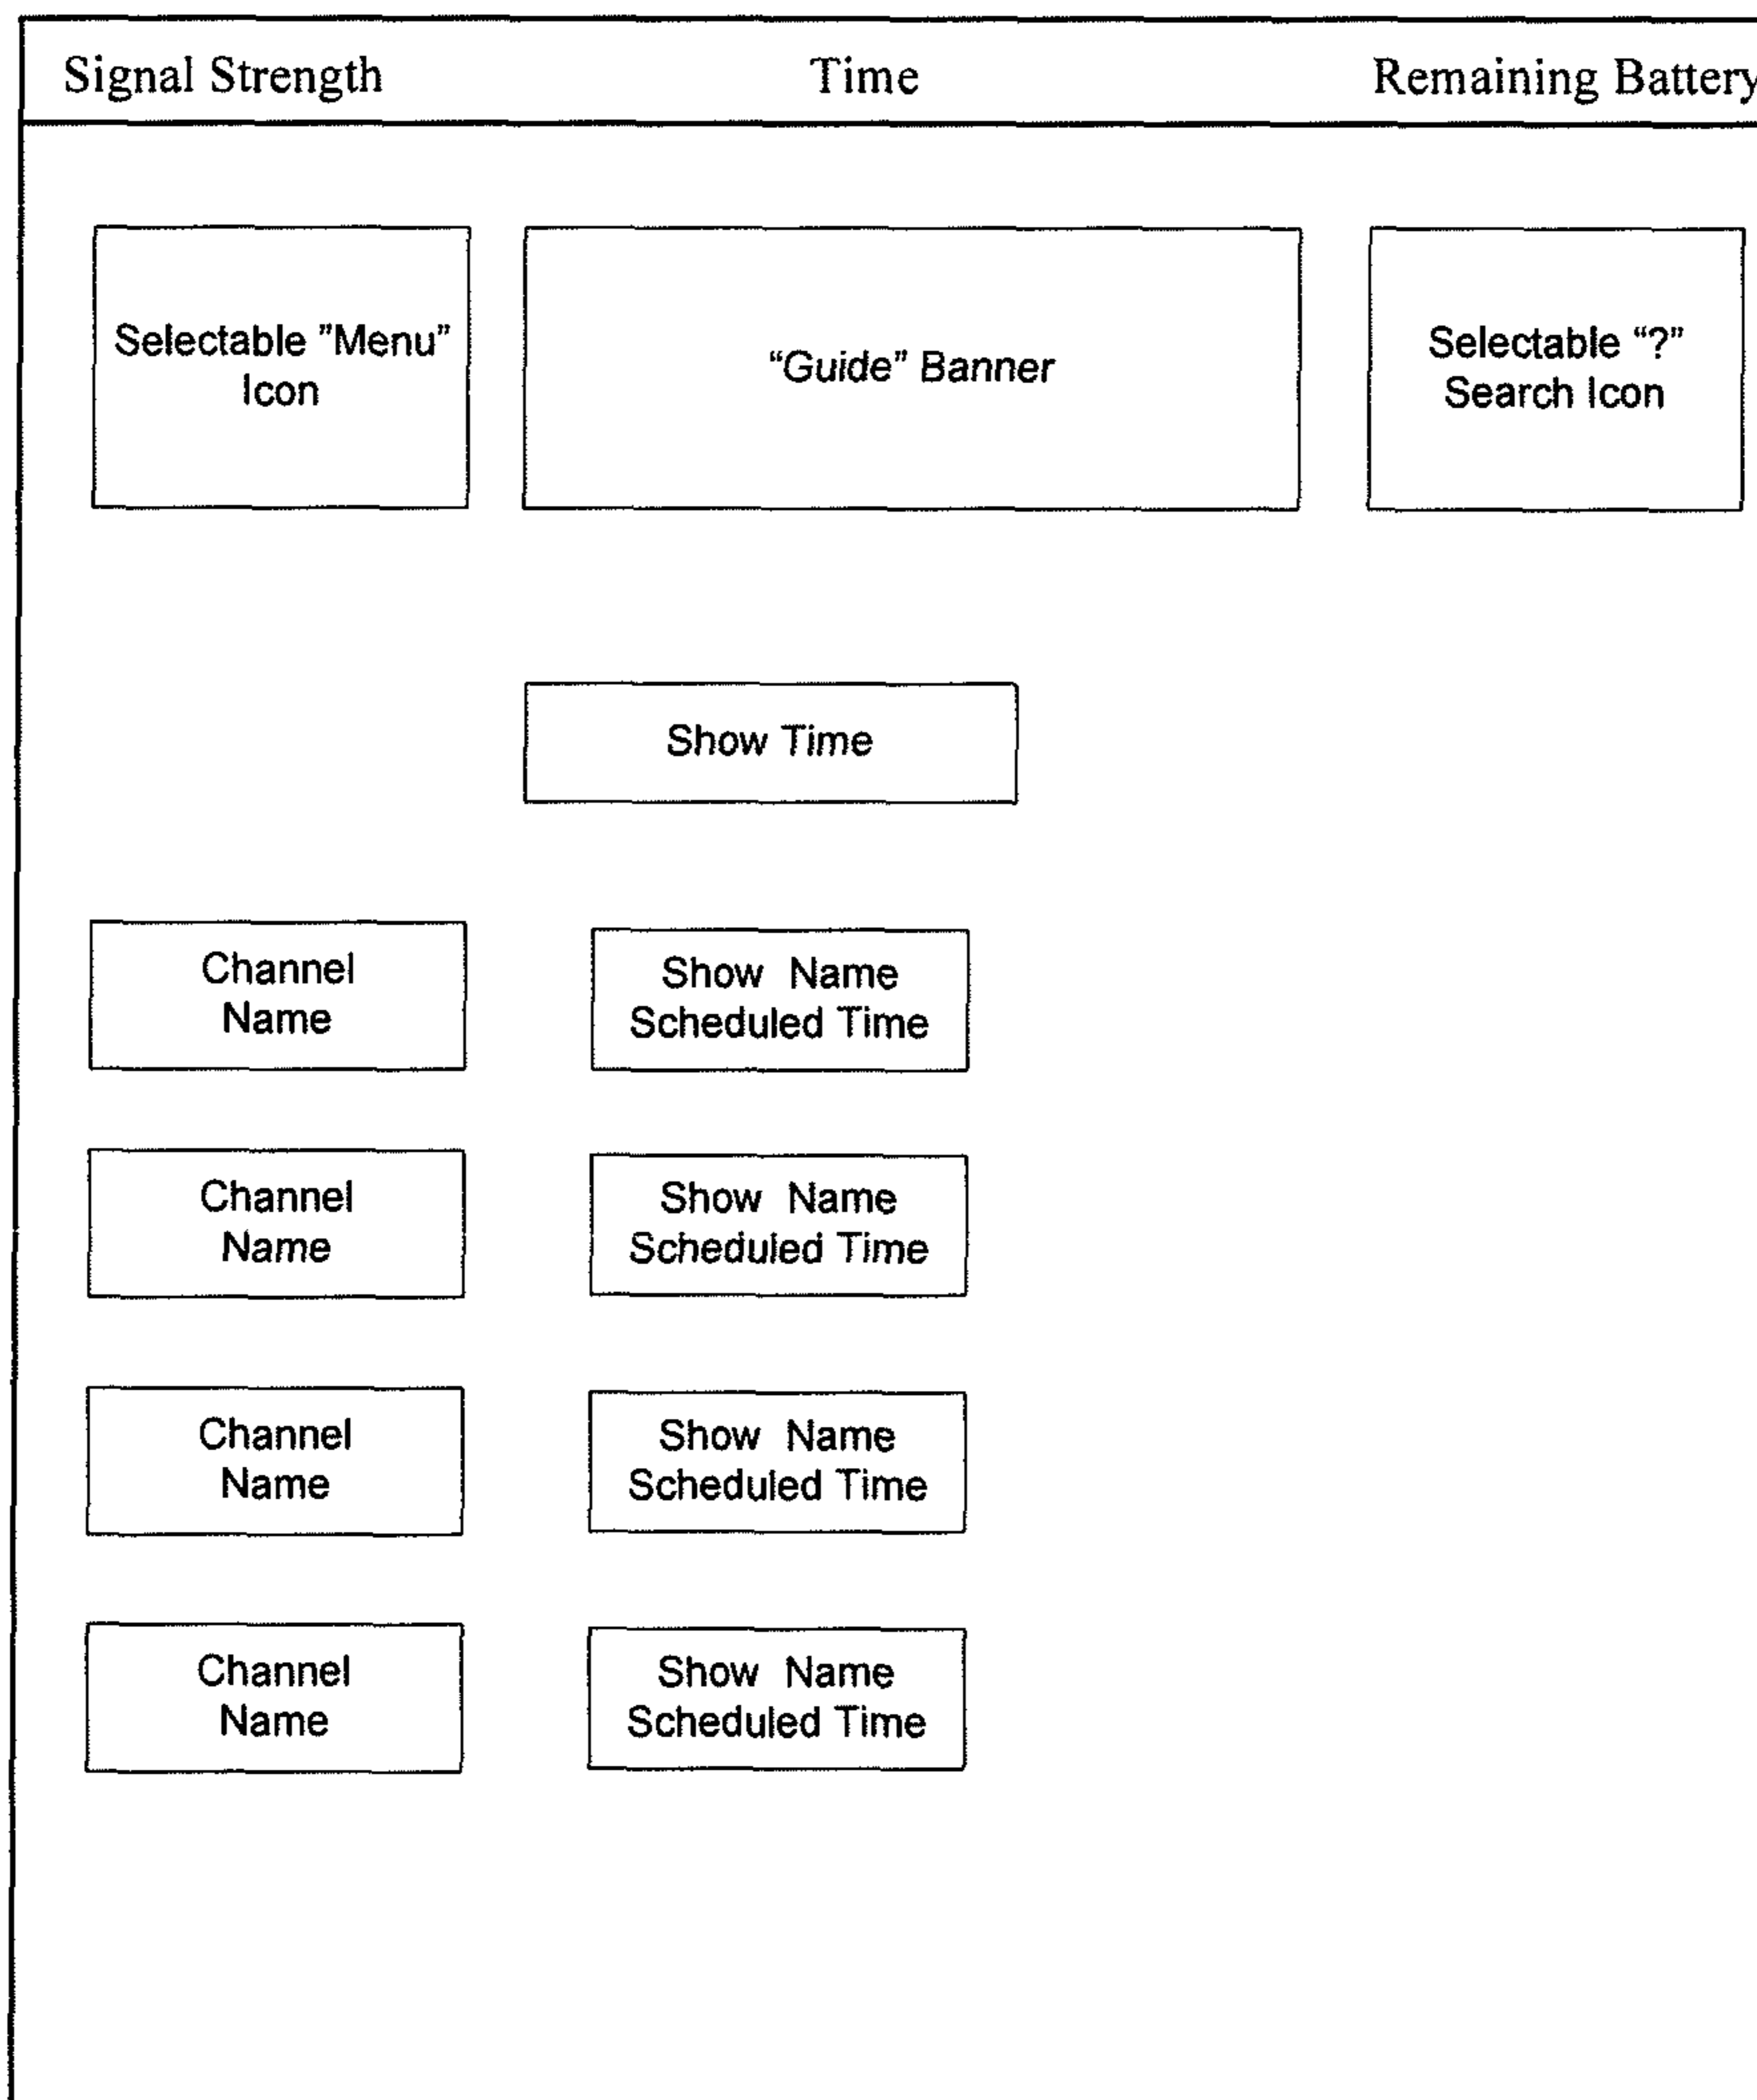 Signal Strength Time Remaining Battery
Selectable "Menu"
Icon
“Guide” Banner
Selectable “?”
Search Icon
Show Time
Channel
Name
Show Name
Scheduled Time
Channel
Name
Show Name
Scheduled Time
Channel
Name
Show Name
Scheduled Time
Channel
Name
Show Name
Scheduled Time